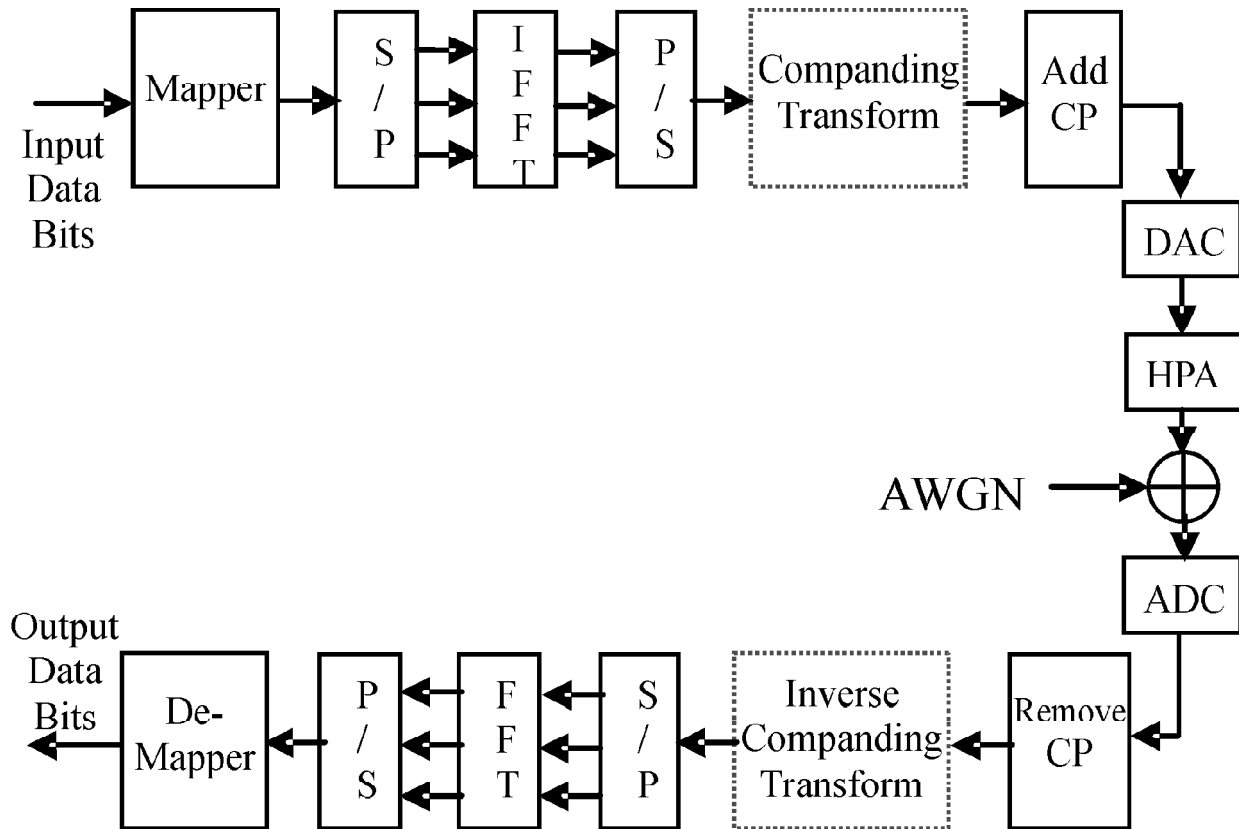 Input
Data
Bits
Mapper
S
/
P
I
F
F
T
P
/
S
Companding
Transform
Add
CP
DAC
HPA
AWGN
ADC
Remove
CP
Inverse
Companding
Transform
S
/
P
F
F
T
P
/
S
De-
Mapper
Output
Data
Bits